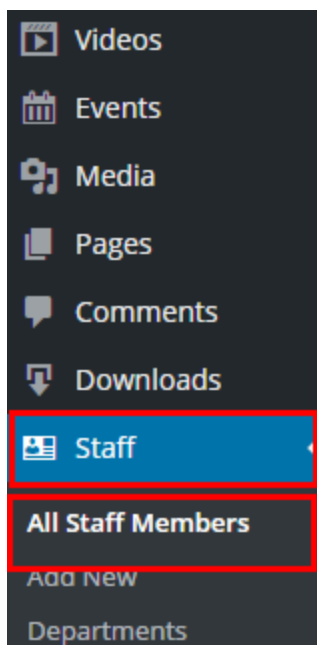 Videos
Events
Media
Pages
Comments
Downloads
Staff
All Staff Members
Add New
Departments